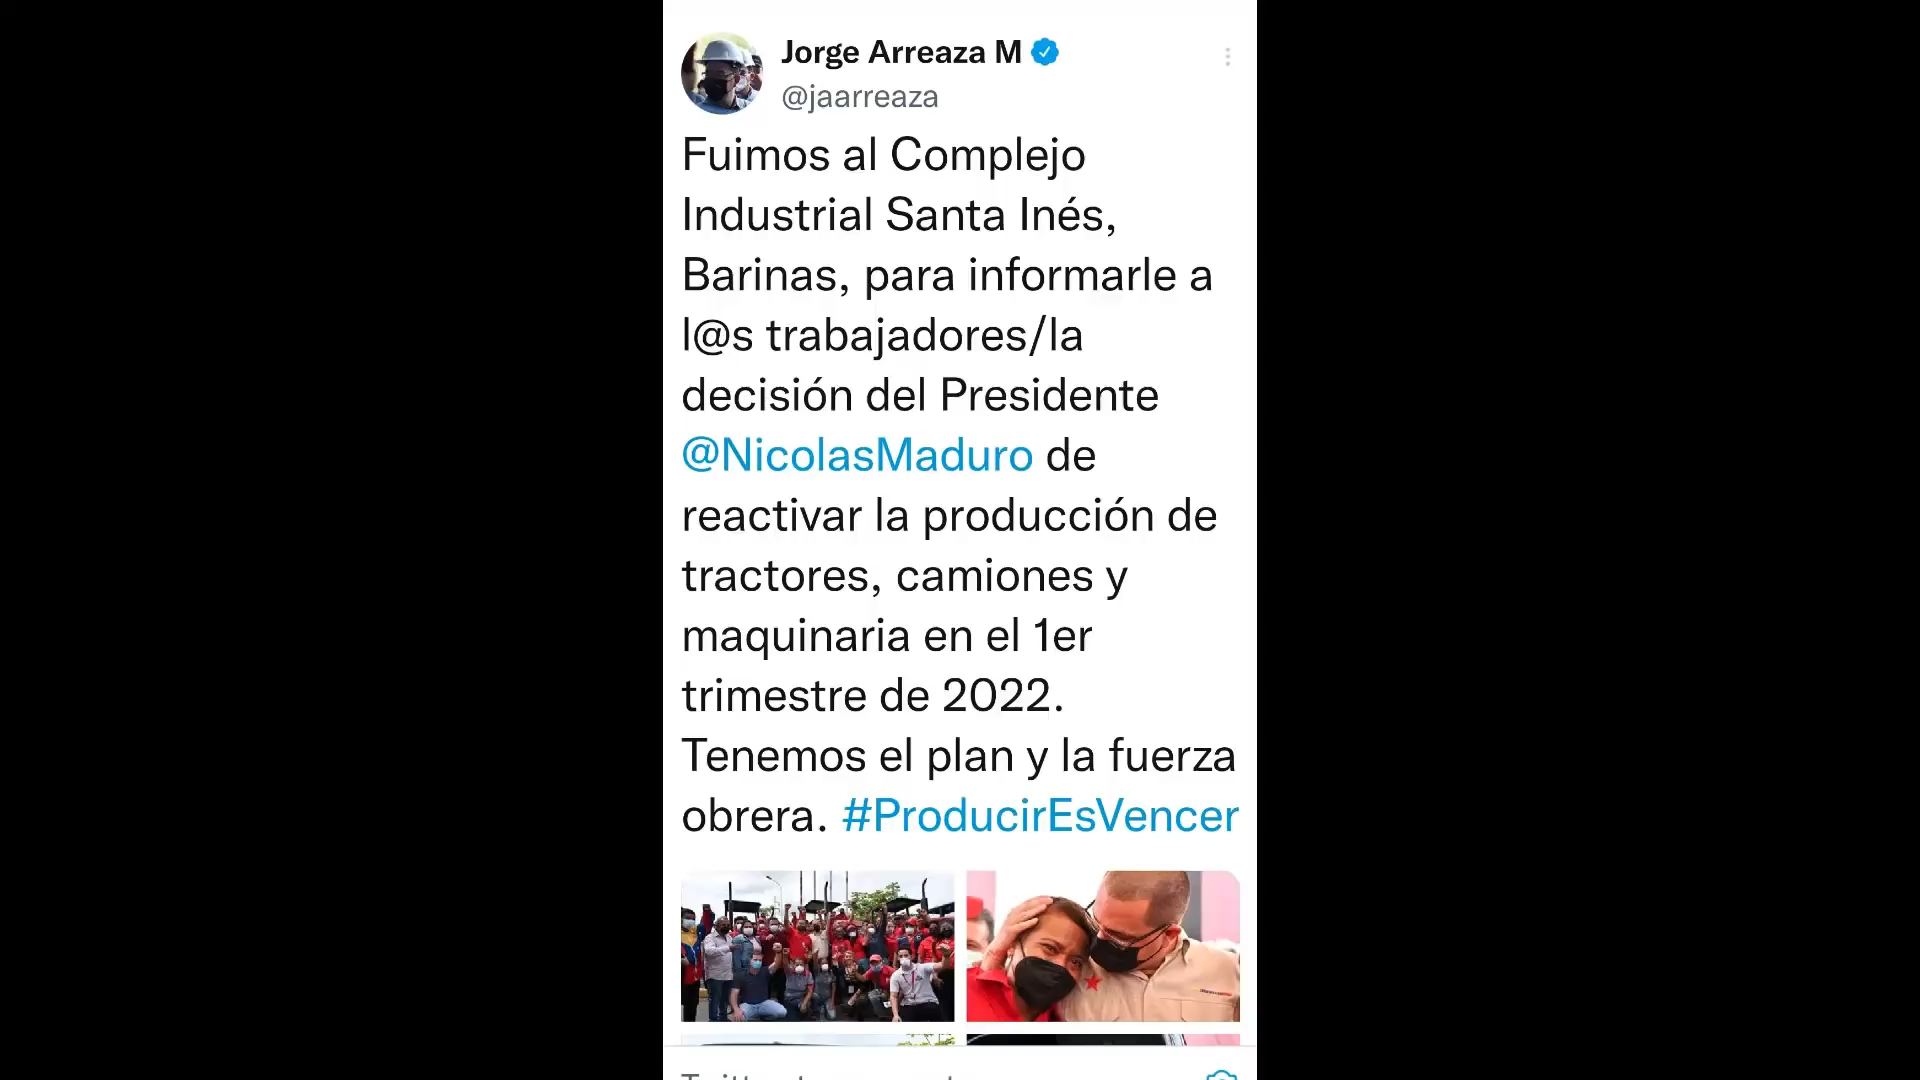 Jorge Arreaza M
@jaarreaza
Fuimos al Complejo
Industrial Santa Inés,
Barinas, para informarle a
l@s trabajadores/la
decisión del Presidente
@NicolasMaduro de
reactivar la producción de
tractores, camiones y
maquinaria en el 1er
trimestre de 2022.
Tenemos el plan y la fuerza
obrera. #ProducirEsVencer